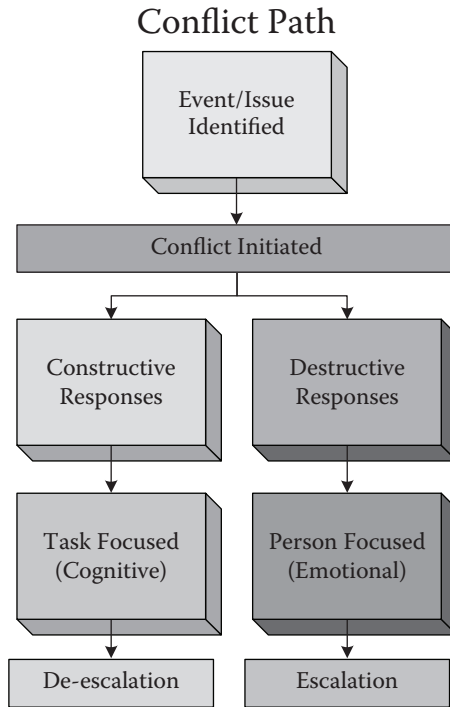 Conflict Path
Event/Issue
Identified
Conflict Initiated
Constructive
Responses
Destructive
Responses
Task Focused
(Cognitive)
Person Focused
(Emotional)
De-escalation
Escalation